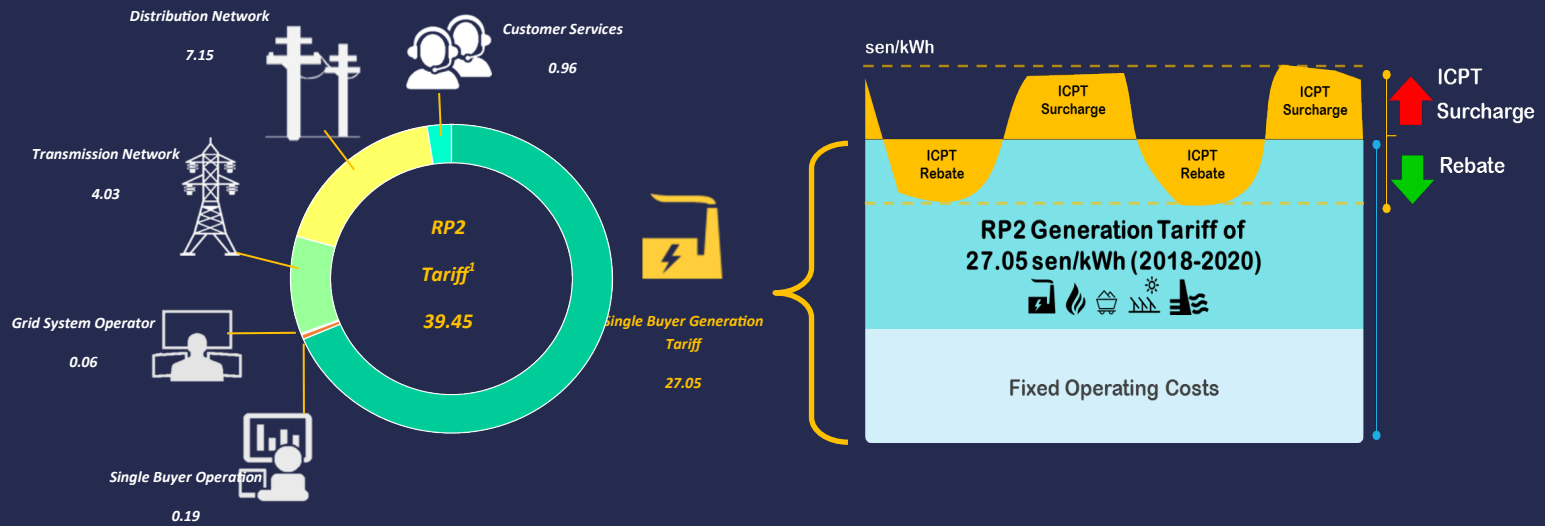 Distribution Network
7.15
Customer Services
0.96
Transmission Network
4.03
Grid System Operator
0.06
Single Buyer Operation
0.19
RP2
Tariff1
39.45
Single Buyer Generation
Tariff
27.05
sen/kWh
ICPT
Surcharge
ICPT
Surcharge
ICPT
Rebate
ICPT
Rebate
RP2 Generation Tariff of
27.05 sen/kWh (2018-2020)
Fixed Operating Costs
ICPT
Surcharge
Rebate